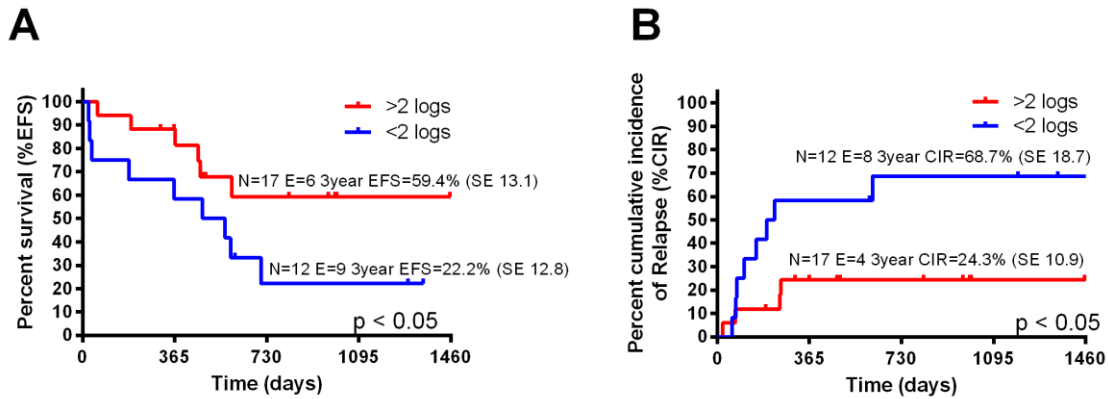 A
Percent survival (%EFS)
100
90
80
70
60
50
40
30
20
10
0
>2 logs
<2 logs
N=17 E=6 3year EFS=59.4% (SE 13.1)
N=12 E=9 3year EFS=22.2% (SE 12.8)
p < 0.05
0 365 730 1095 1460
Time (days)
B
Percent cumulative incidence
of Relapse (%CIR)
100
90
80
70
60
50
40
30
20
10
0
>2 logs
<2 logs
N=12 E=8 3year CIR=68.7% (SE 18.7)
N=17 E=4 3year CIR=24.3% (SE 10.9)
p < 0.05
0 365 730 1095 1460
Time (days)